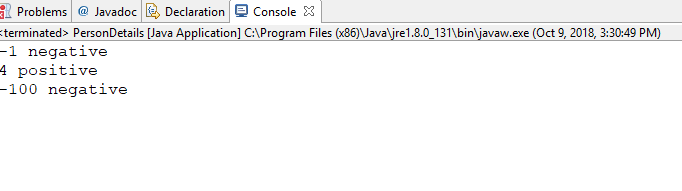 Problems @ Javadoc Declaration Console
<terminated> PersonDetails [Java Application] C:\Program Files (x86)\Java\jre1.8.0_131\bin\javaw.exe (Oct 9, 2018, 3:30:49 PM)
-1 negative
4 positive
-100 negative